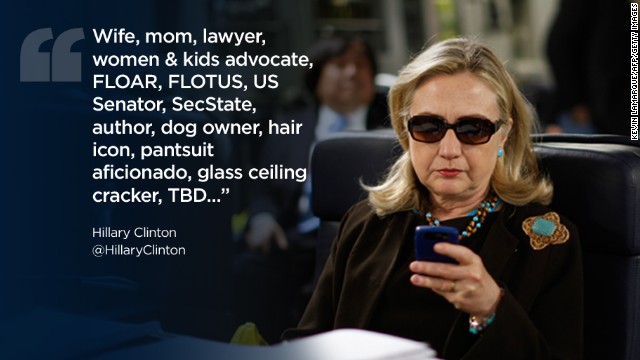 “
Wife, mom, lawyer,
women & kids advocate,
FLOAR, FLOTUS, US
Senator, SecState,
author, dog owner, hair
icon, pantsuit
aficionado, glass ceiling
cracker, TBD...”
Hillary Clinton
@HillaryClinton
KEVIN LAMARQUE/AFP/GETTY IMAGES